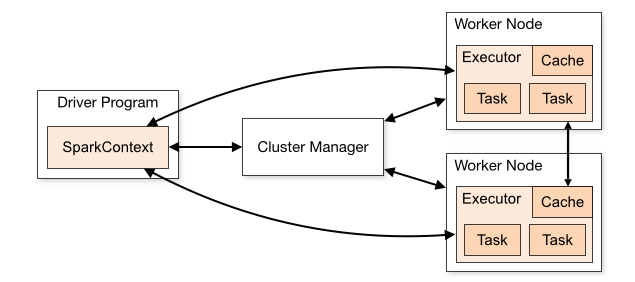 Driver Program
SparkContext
Cluster Manager
Worker Node
Executor
Cache
Task
Task
Worker Node
Executor
Cache
Task
Task